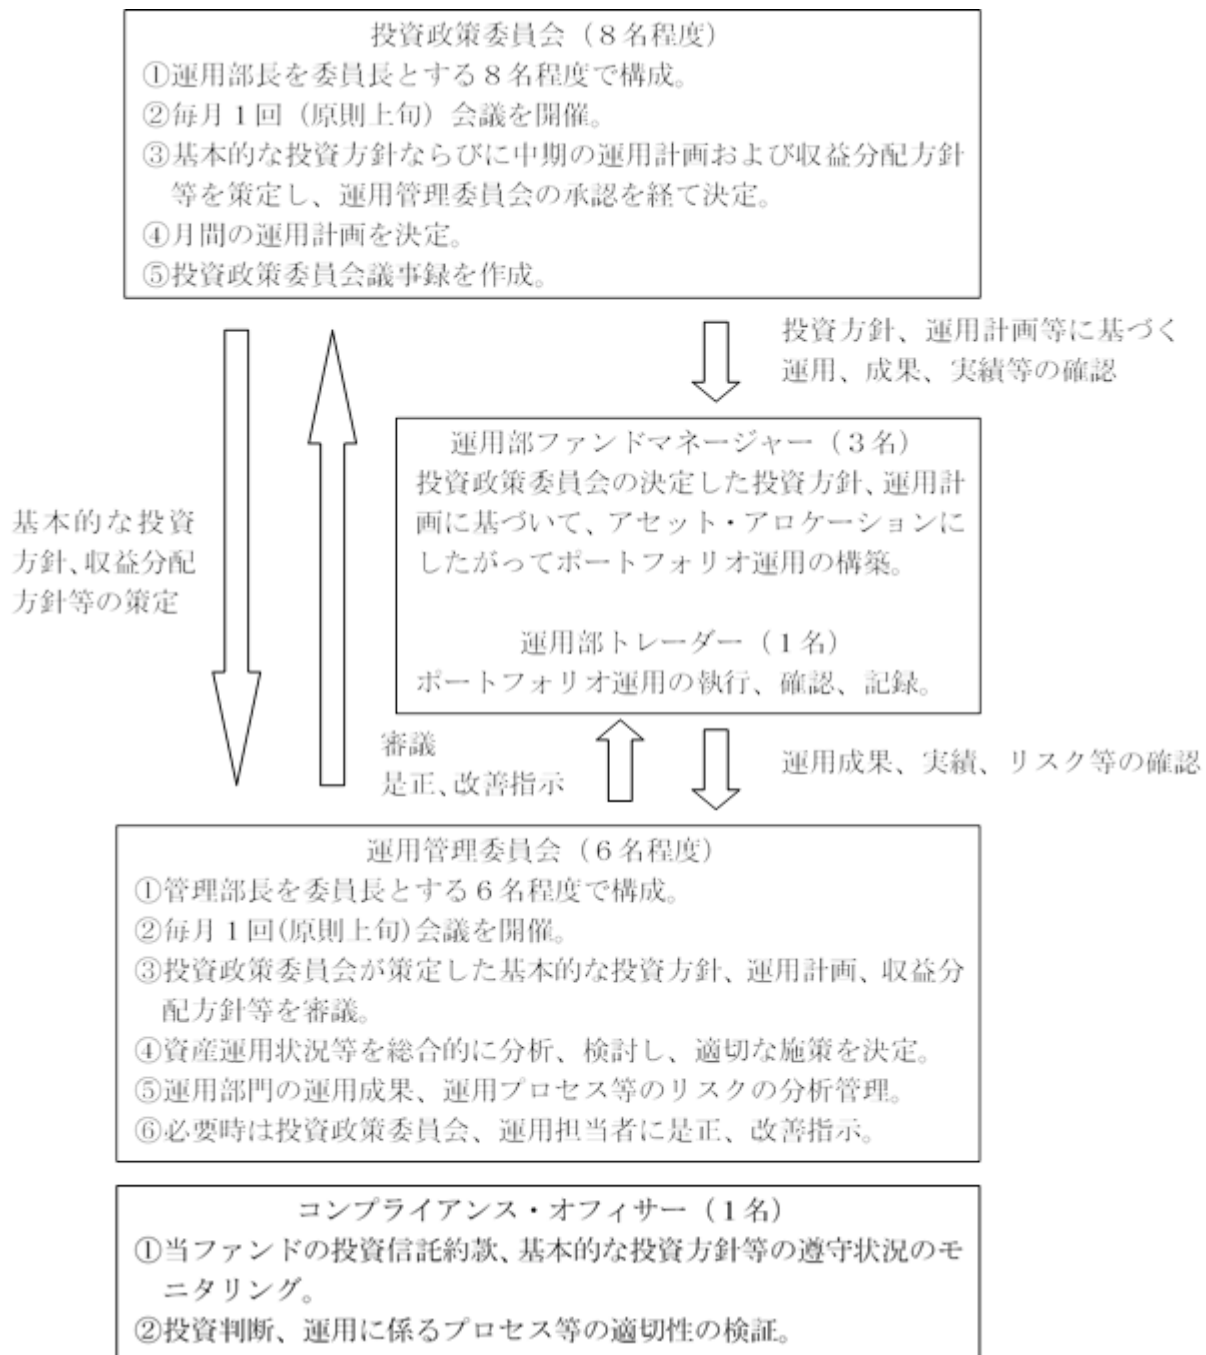 投資政策委員会（８名程度）
①運用部長を委員長とする８名程度で構成。
②毎月１回（原則上旬）会議を開催。
③基本的な投資方針ならびに中期の運用計画および収益分配方針
等を策定し、運用管理委員会の承認を経て決定。
④月間の運用計画を決定。
⑤投資政策委員会議事録を作成。
投資方針、運用計画等に基づく
運用、成果、実績等の確認
運用部ファンドマネージャー（３名）
投資政策委員会の決定した投資方針、運用計
画に基づいて、アセット・アロケーションに
したがってポートフォリオ運用の構築。
運用部トレーダー（１名）
ポートフォリオ運用の執行、確認、記録。
基本的な投資
方針、収益分配
方針等の策定
審議
是正、改善指示
運用成果、実績、リスク等の確認
運用管理委員会（６名程度）
①管理部長を委員長とする６名程度で構成。
②毎月１回(原則上旬)会議を開催。
③投資政策委員会が策定した基本的な投資方針、運用計画、収益分
配方針等を審議。
④資産運用状況等を総合的に分析、検討し、適切な施策を決定。
⑤運用部門の運用成果、運用プロセス等のリスクの分析管理。
⑥必要時は投資政策委員会、運用担当者に是正、改善指示。
コンプライアンス・オフィサー（１名）
①当ファンドの投資信託約款、基本的な投資方針等の遵守状況のモ
ニタリング。
②投資判断、運用に係るプロセス等の適切性の検証。